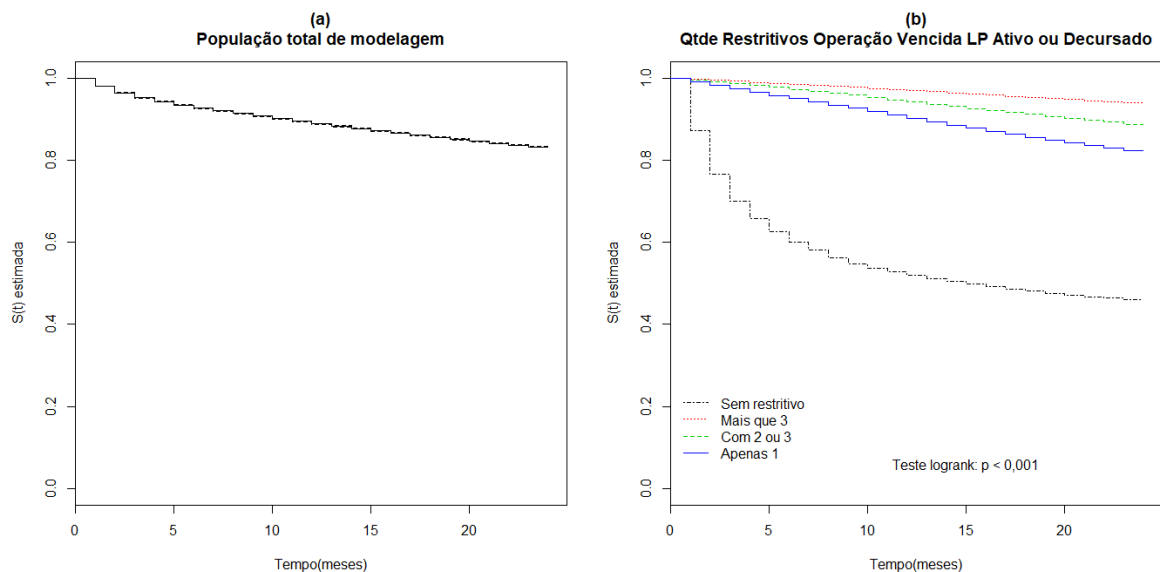 (a)
População total de modelagem
S(t) estimada
1.0
0.8
0.6
0.4
0.2
0.0
0 5 10 15 20
Tempo(meses)
(b)
Qtde Restritivos Operação Vencida LP Ativo ou Decursado
S(t) estimada
1.0
0.8
0.6
0.4
0.2
0.0
Sem restritivo
Mais que 3
Com 2 ou 3
Apenas 1
Teste logrank: p < 0,001
0 5 10 15 20
Tempo(meses)